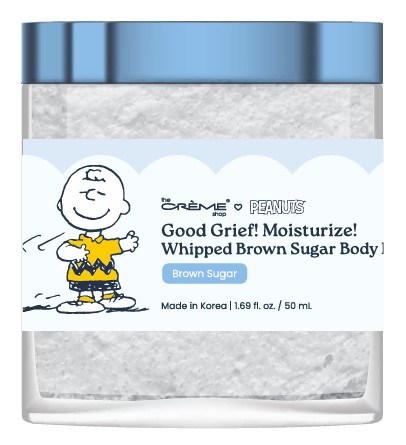 the CRÈME shop ♡ PEANUTS
Good Grief! Moisturize!
Whipped Brown Sugar Body
Brown Sugar
Made in Korea | 1.69 fl. oz. / 50 mL